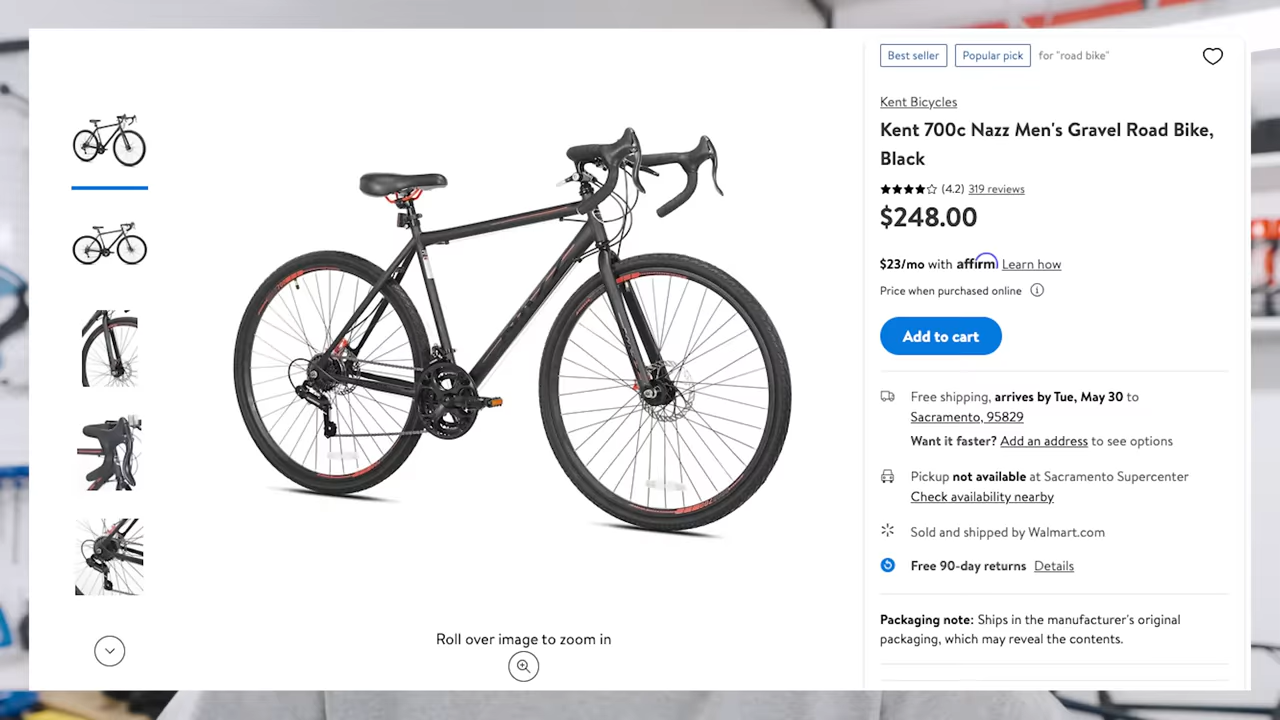 Best seller
Popular pick
for "road bike"
Kent Bicycles
Kent 700c Nazz Men's Gravel Road Bike,
Black
(4.2) 319 reviews
$248.00
$23/mo with affirm Learn how
Price when purchased online
Add to cart
Free shipping, arrives by Tue, May 30 to
Sacramento, 95829
Want it faster? Add an address to see options
Pickup not available at Sacramento Supercenter
Check availability nearby
Sold and shipped by Walmart.com
Free 90-day returns Details
Packaging note: Ships in the manufacturer's original
packaging, which may reveal the contents.
Roll over image to zoom in